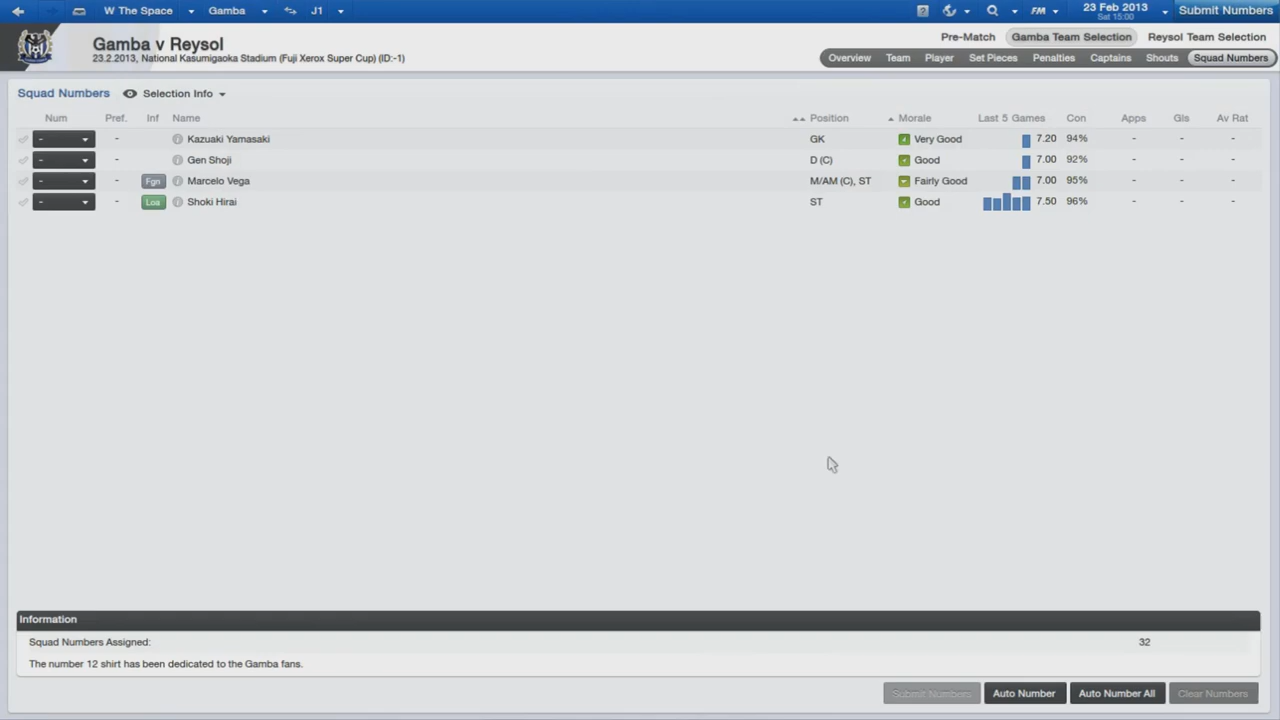 W The Space Gamba J1 FM 23 Feb 2013 Sat 15:00 Submit Numbers
Gamba v Reysol
23.2.2013, National Kasumigaoka Stadium (Fuji Xerox Super Cup) (ID:-1)
Pre-Match Gamba Team Selection Reysol Team Selection
Overview Team Player Set Pieces Penalties Captains Shouts Squad Numbers
Squad Numbers Selection Info
Num Pref. Inf Name Position Morale Last 5 Games Con Apps Gls Av Rat
- - Kazuaki Yamasaki GK Very Good 7.20 94% - - -
- - Gen Shoji D (C) Good 7.00 92% - - -
- - Fgn Marcelo Vega M/AM (C), ST Fairly Good 7.00 95% - - -
- - Loa Shoki Hirai ST Good 7.50 96% - - -
Information
Squad Numbers Assigned: 32
The number 12 shirt has been dedicated to the Gamba fans.
Submit Numbers Auto Number Auto Number All Clear Numbers